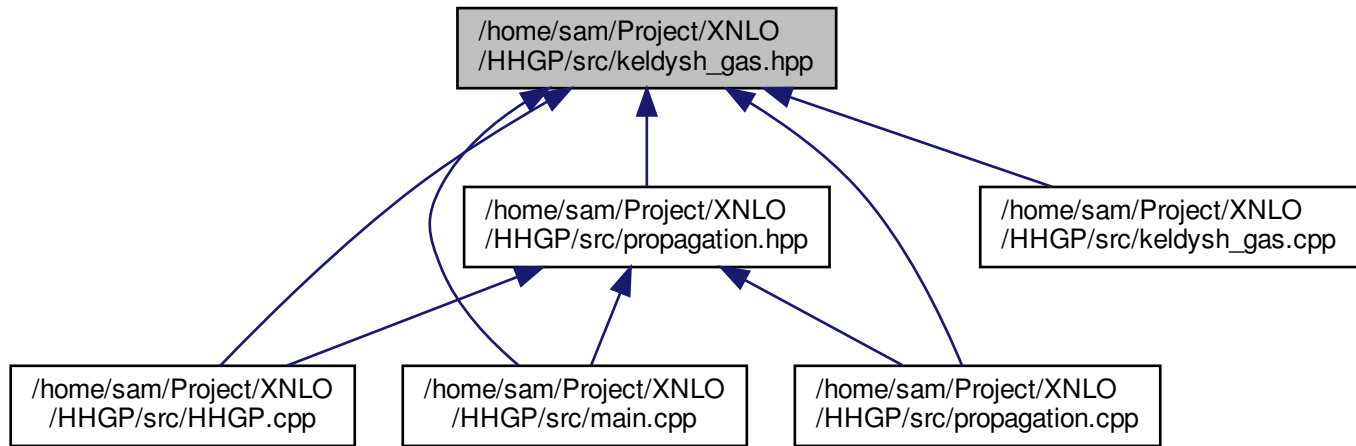 /home/sam/Project/XNLO
/HHGP/src/keldysh_gas.hpp
/home/sam/Project/XNLO
/HHGP/src/propagation.hpp
/home/sam/Project/XNLO
/HHGP/src/keldysh_gas.cpp
/home/sam/Project/XNLO
/HHGP/src/HHGP.cpp
/home/sam/Project/XNLO
/HHGP/src/main.cpp
/home/sam/Project/XNLO
/HHGP/src/propagation.cpp